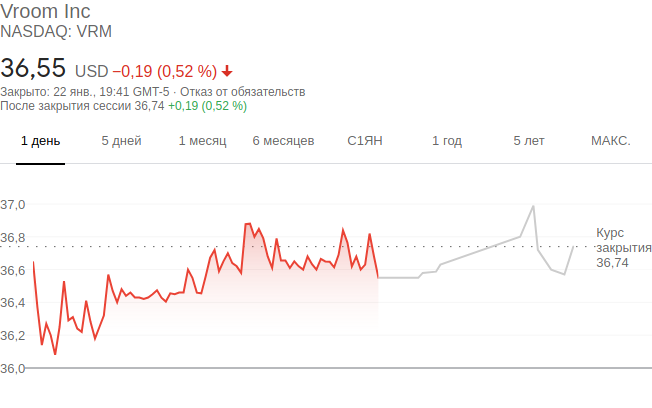 Vroom Inc
NASDAQ: VRM
36,55 USD −0,19 (0,52 %)
Закрыто: 22 янв., 19:41 GMT-5 · Отказ от обязательств
После закрытия сессии 36,74 +0,19 (0,52 %)
1 день 5 дней 1 месяц 6 месяцев С1ЯН 1 год 5 лет МАКС.
37,0
36,8
36,6
36,4
36,2
36,0
Курс
закрытия
36,74